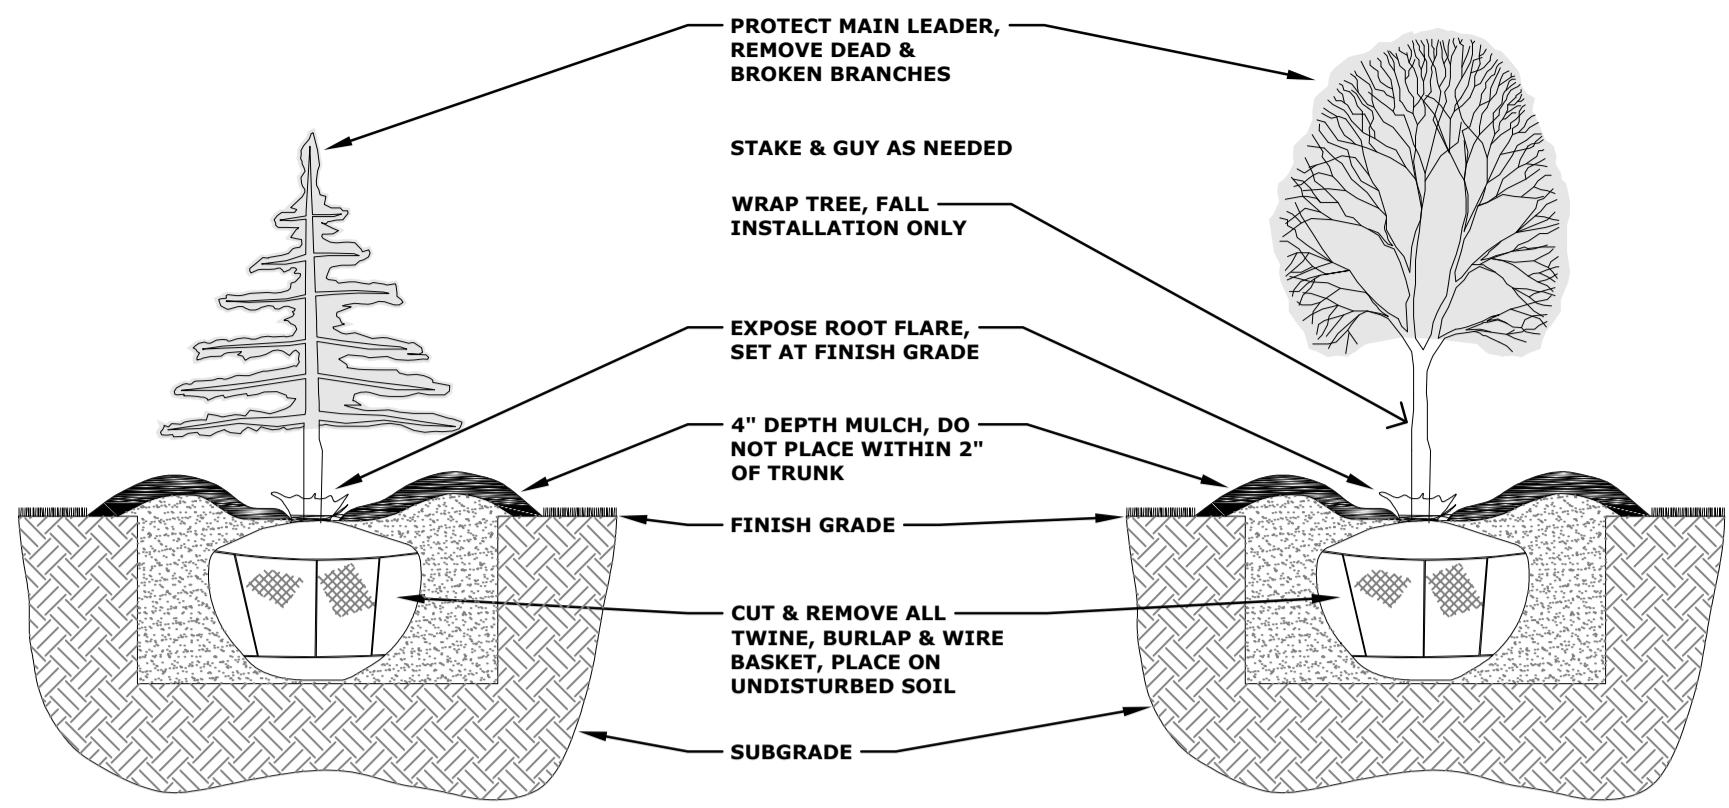 PROTECT MAIN LEADER,
REMOVE DEAD &
BROKEN BRANCHES
STAKE & GUY AS NEEDED
WRAP TREE, FALL
INSTALLATION ONLY
EXPOSE ROOT FLARE,
SET AT FINISH GRADE
4" DEPTH MULCH, DO
NOT PLACE WITHIN 2"
OF TRUNK
FINISH GRADE
CUT & REMOVE ALL
TWINE, BURLAP & WIRE
BASKET, PLACE ON
UNDISTURBED SOIL
SUBGRADE